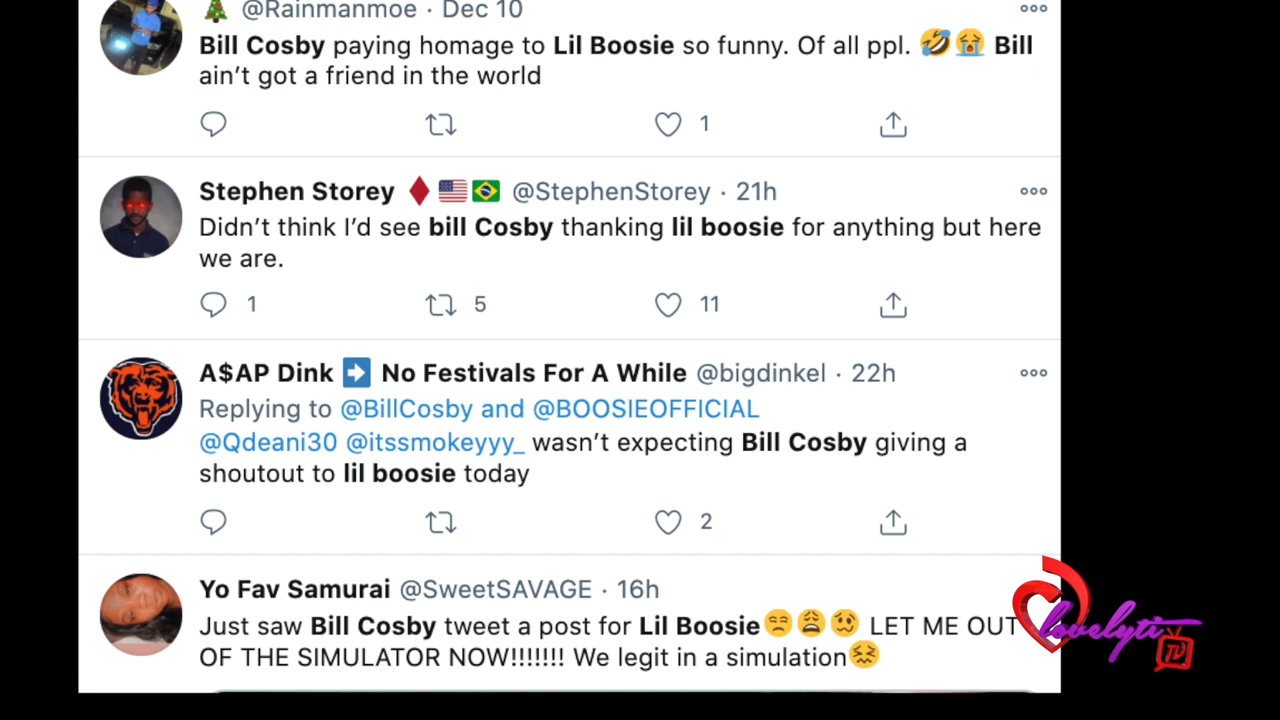 🎄 @Rainmanmoe · Dec 10
Bill Cosby paying homage to Lil Boosie so funny. Of all ppl. 🤣😭 Bill
ain’t got a friend in the world
1
Stephen Storey ♦️🇺🇸🇧🇷 @StephenStorey · 21h
Didn’t think I’d see bill Cosby thanking lil boosie for anything but here
we are.
1 5 11
A$AP Dink ➡️ No Festivals For A While @bigdinkel · 22h
Replying to @BillCosby and @BOOSIEOFFICIAL
@Qdeani30 @itssmokeyyy_ wasn’t expecting Bill Cosby giving a
shoutout to lil boosie today
2
Yo Fav Samurai @SweetSAVAGE · 16h
Just saw Bill Cosby tweet a post for Lil Boosie😒😩🥴 LET ME OUT
OF THE SIMULATOR NOW!!!!!!! We legit in a simulation😖
lovelyti
TV